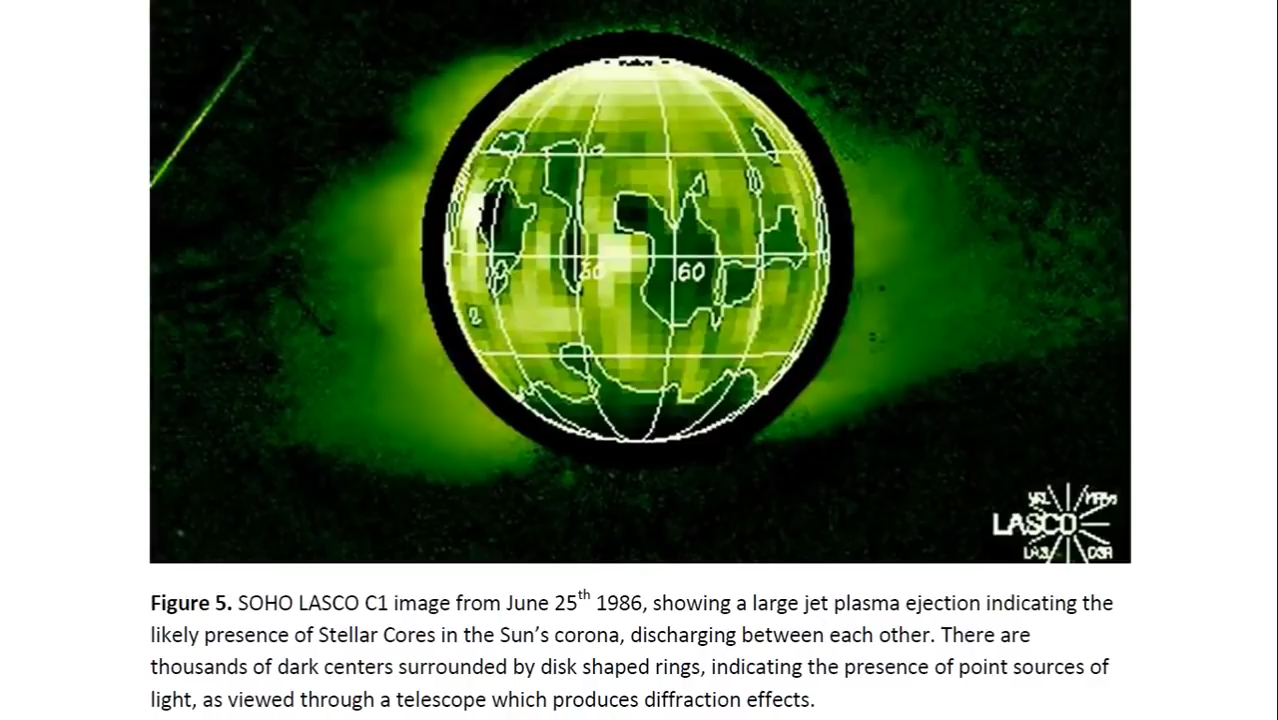 30
60
LASCO
Figure 5. SOHO LASCO C1 image from June 25th 1986, showing a large jet plasma ejection indicating the
likely presence of Stellar Cores in the Sun’s corona, discharging between each other. There are
thousands of dark centers surrounded by disk shaped rings, indicating the presence of point sources of
light, as viewed through a telescope which produces diffraction effects.